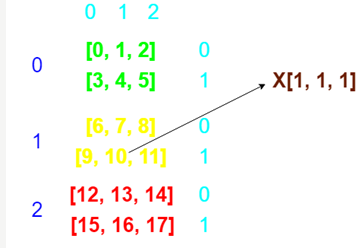 0 1 2
[0, 1, 2] 0
0
[3, 4, 5] 1 X[1, 1, 1]
[6, 7, 8] 0
1
[9, 10, 11] 1
[12, 13, 14] 0
2
[15, 16, 17] 1